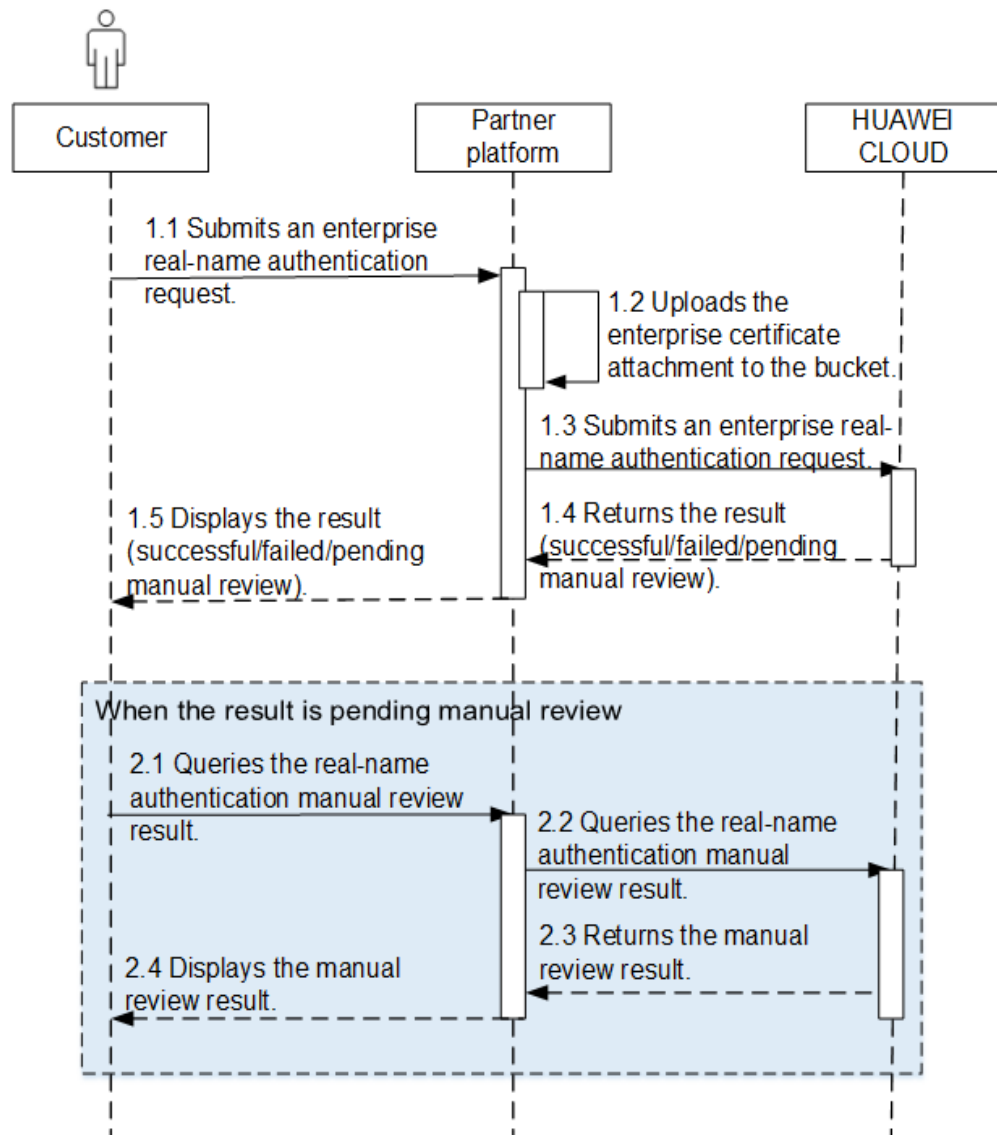 Customer
Partner
platform
HUAWEI
CLOUD
1.1 Submits an enterprise
real-name authentication
request.
1.2 Uploads the
enterprise certificate
attachment to the bucket.
1.3 Submits an enterprise real-
name authentication request.
1.4 Returns the result
(successful/failed/pending
manual review).
1.5 Displays the result
(successful/failed/pending
manual review).
When the result is pending manual review
2.1 Queries the real-name
authentication manual review
result.
2.2 Queries the real-name
authentication manual
review result.
2.3 Returns the manual
review result.
2.4 Displays the manual
review result.